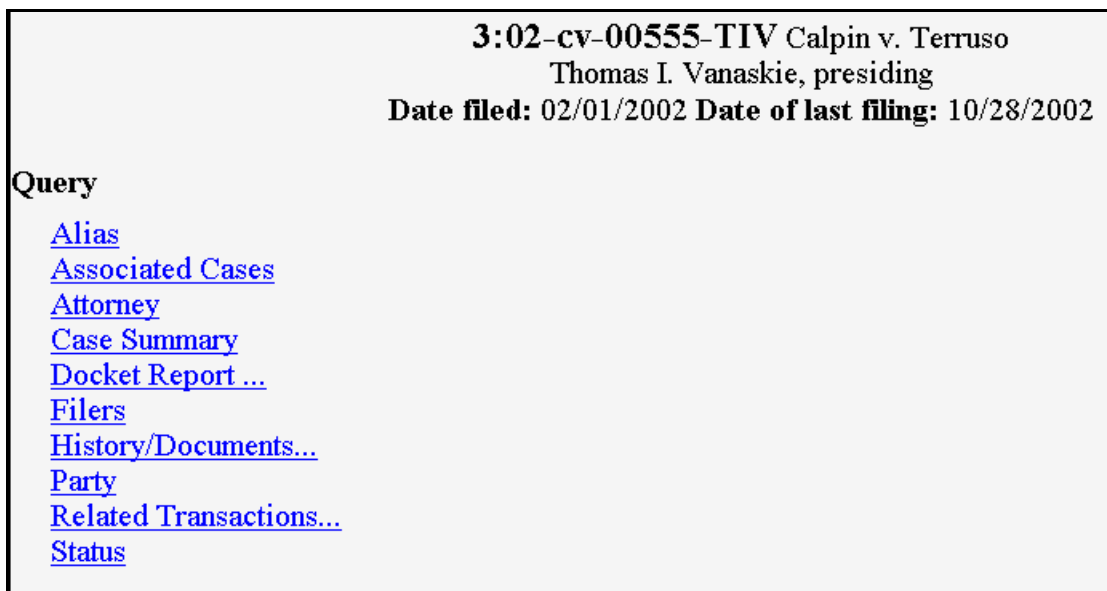 3:02-cv-00555-TIV Calpin v. Terruso
Thomas I. Vanaskie, presiding
Date filed: 02/01/2002 Date of last filing: 10/28/2002
Query
Alias
Associated Cases
Attorney
Case Summary
Docket Report ...
Filers
History/Documents...
Party
Related Transactions...
Status